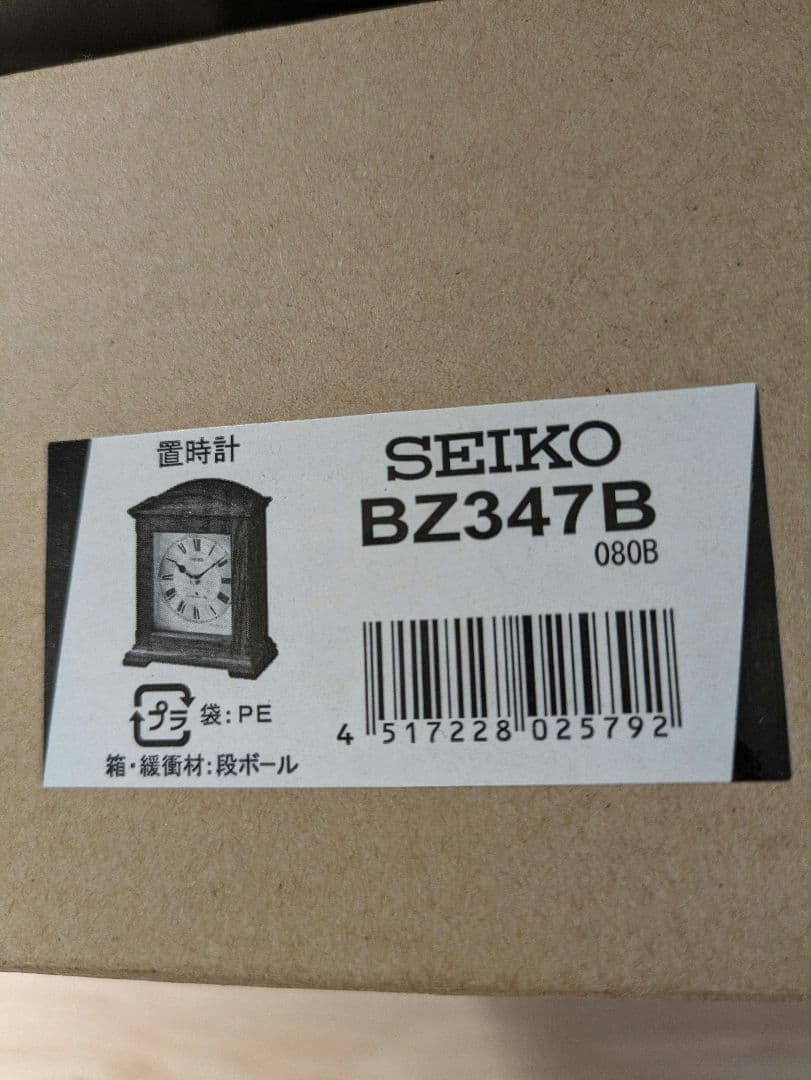 置時計
SEIKO
BZ347B
080B
プラ 袋:PE
箱・緩衝材:段ボール
4 517228 025792